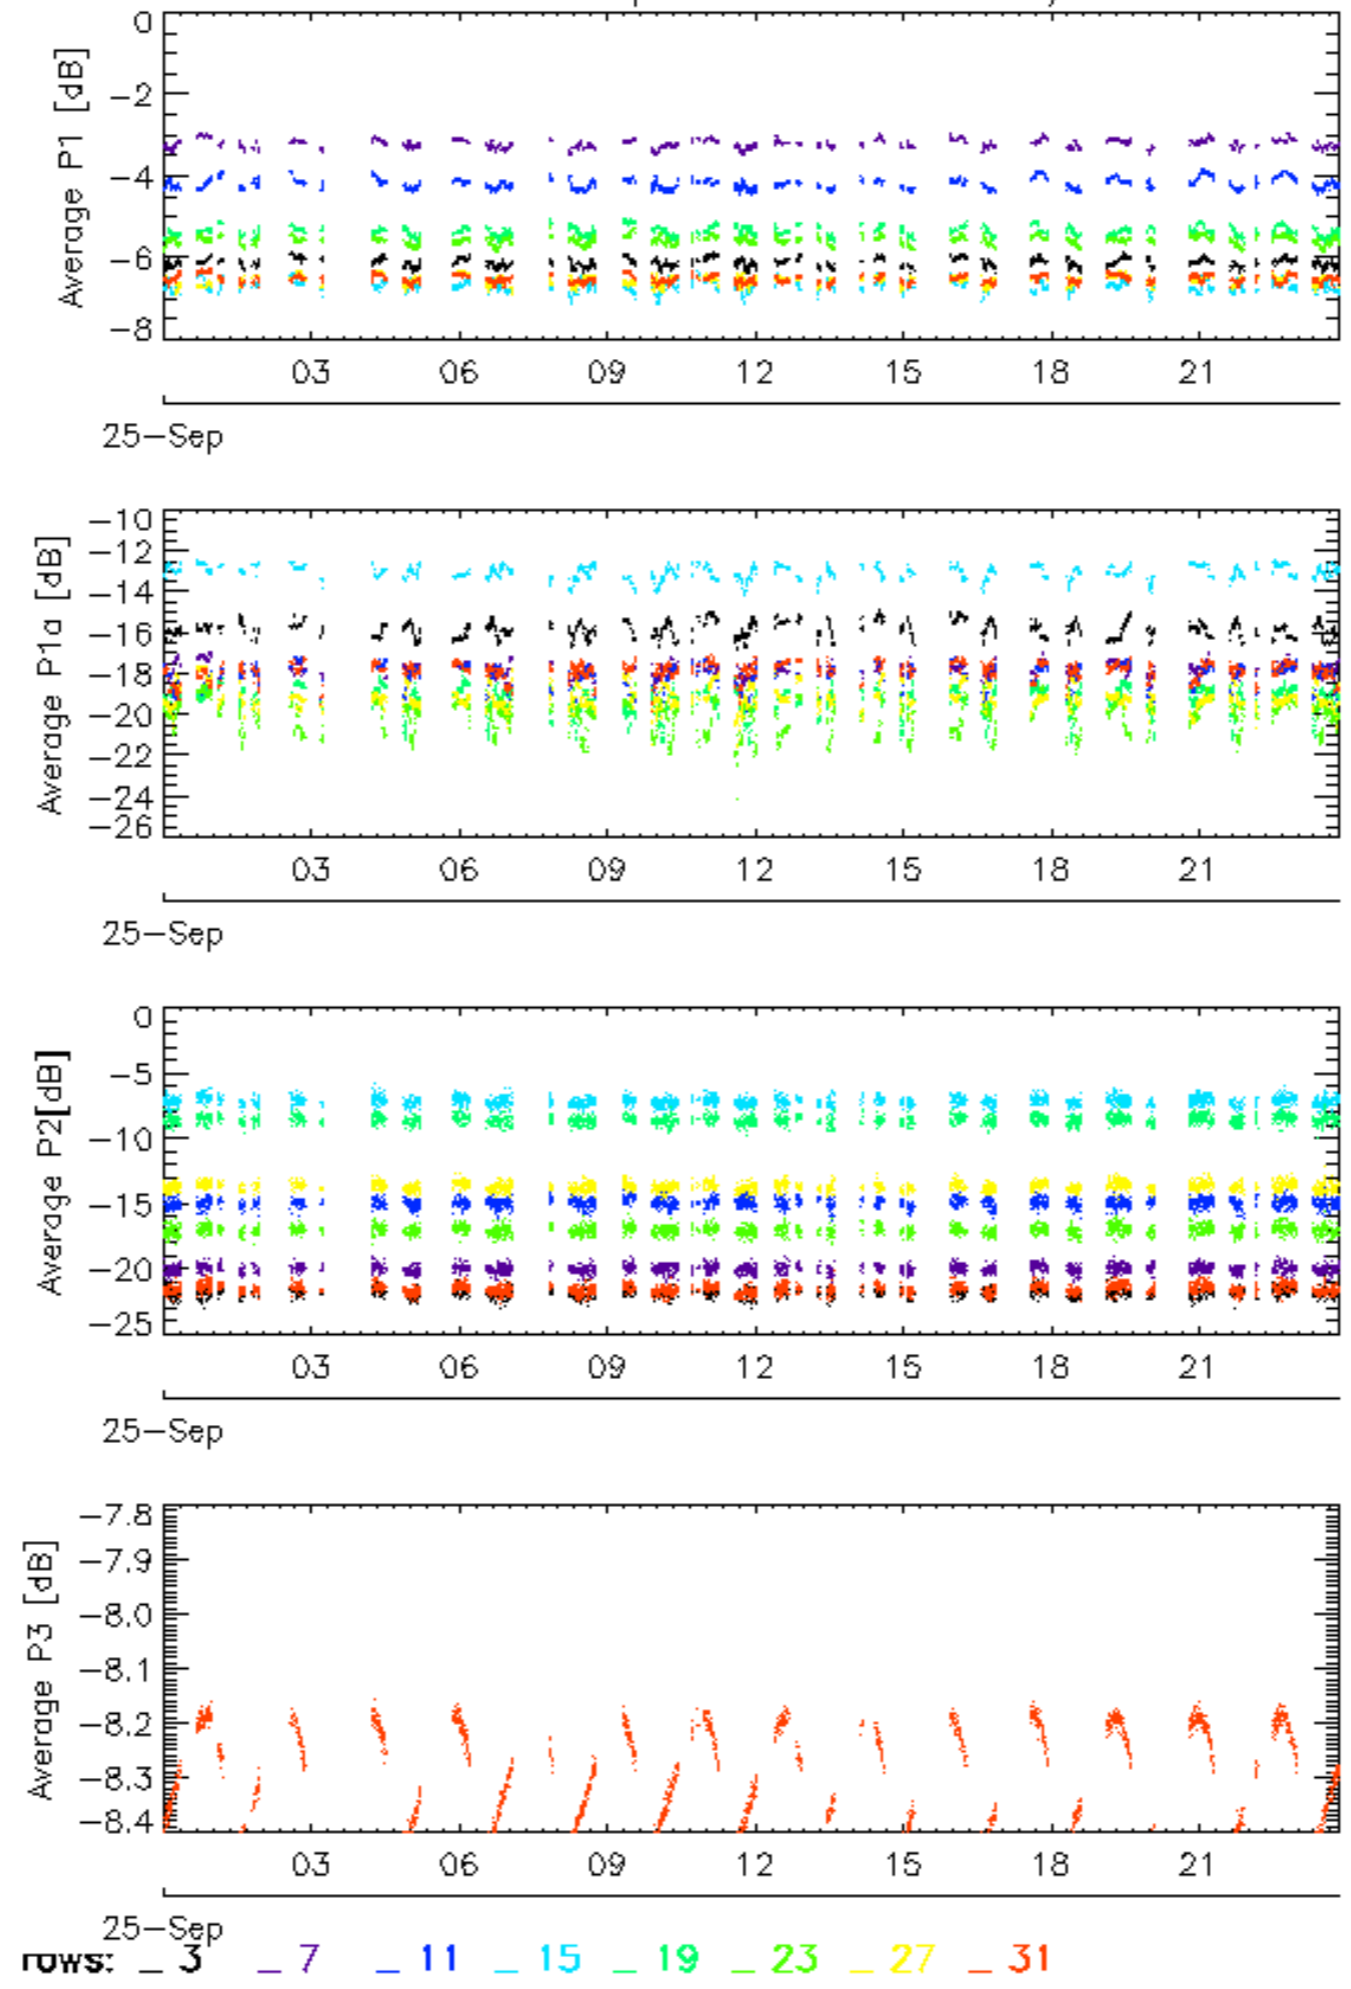 0
−2
−4
−6
−8
Average P1 [dB]
03 06 09 12 15 18 21
25−Sep
−10
−12
−14
−16
−18
−20
−22
−24
−26
Average P1a [dB]
03 06 09 12 15 18 21
25−Sep
0
−5
−10
−15
−20
−25
Average P2[dB]
03 06 09 12 15 18 21
25−Sep
−7.8
−7.9
−8.0
−8.1
−8.2
−8.3
−8.4
Average P3 [dB]
03 06 09 12 15 18 21
25−Sep
rows: _ 3 _ 7 _ 11 _ 15 _ 19 _ 23 _ 27 _ 31